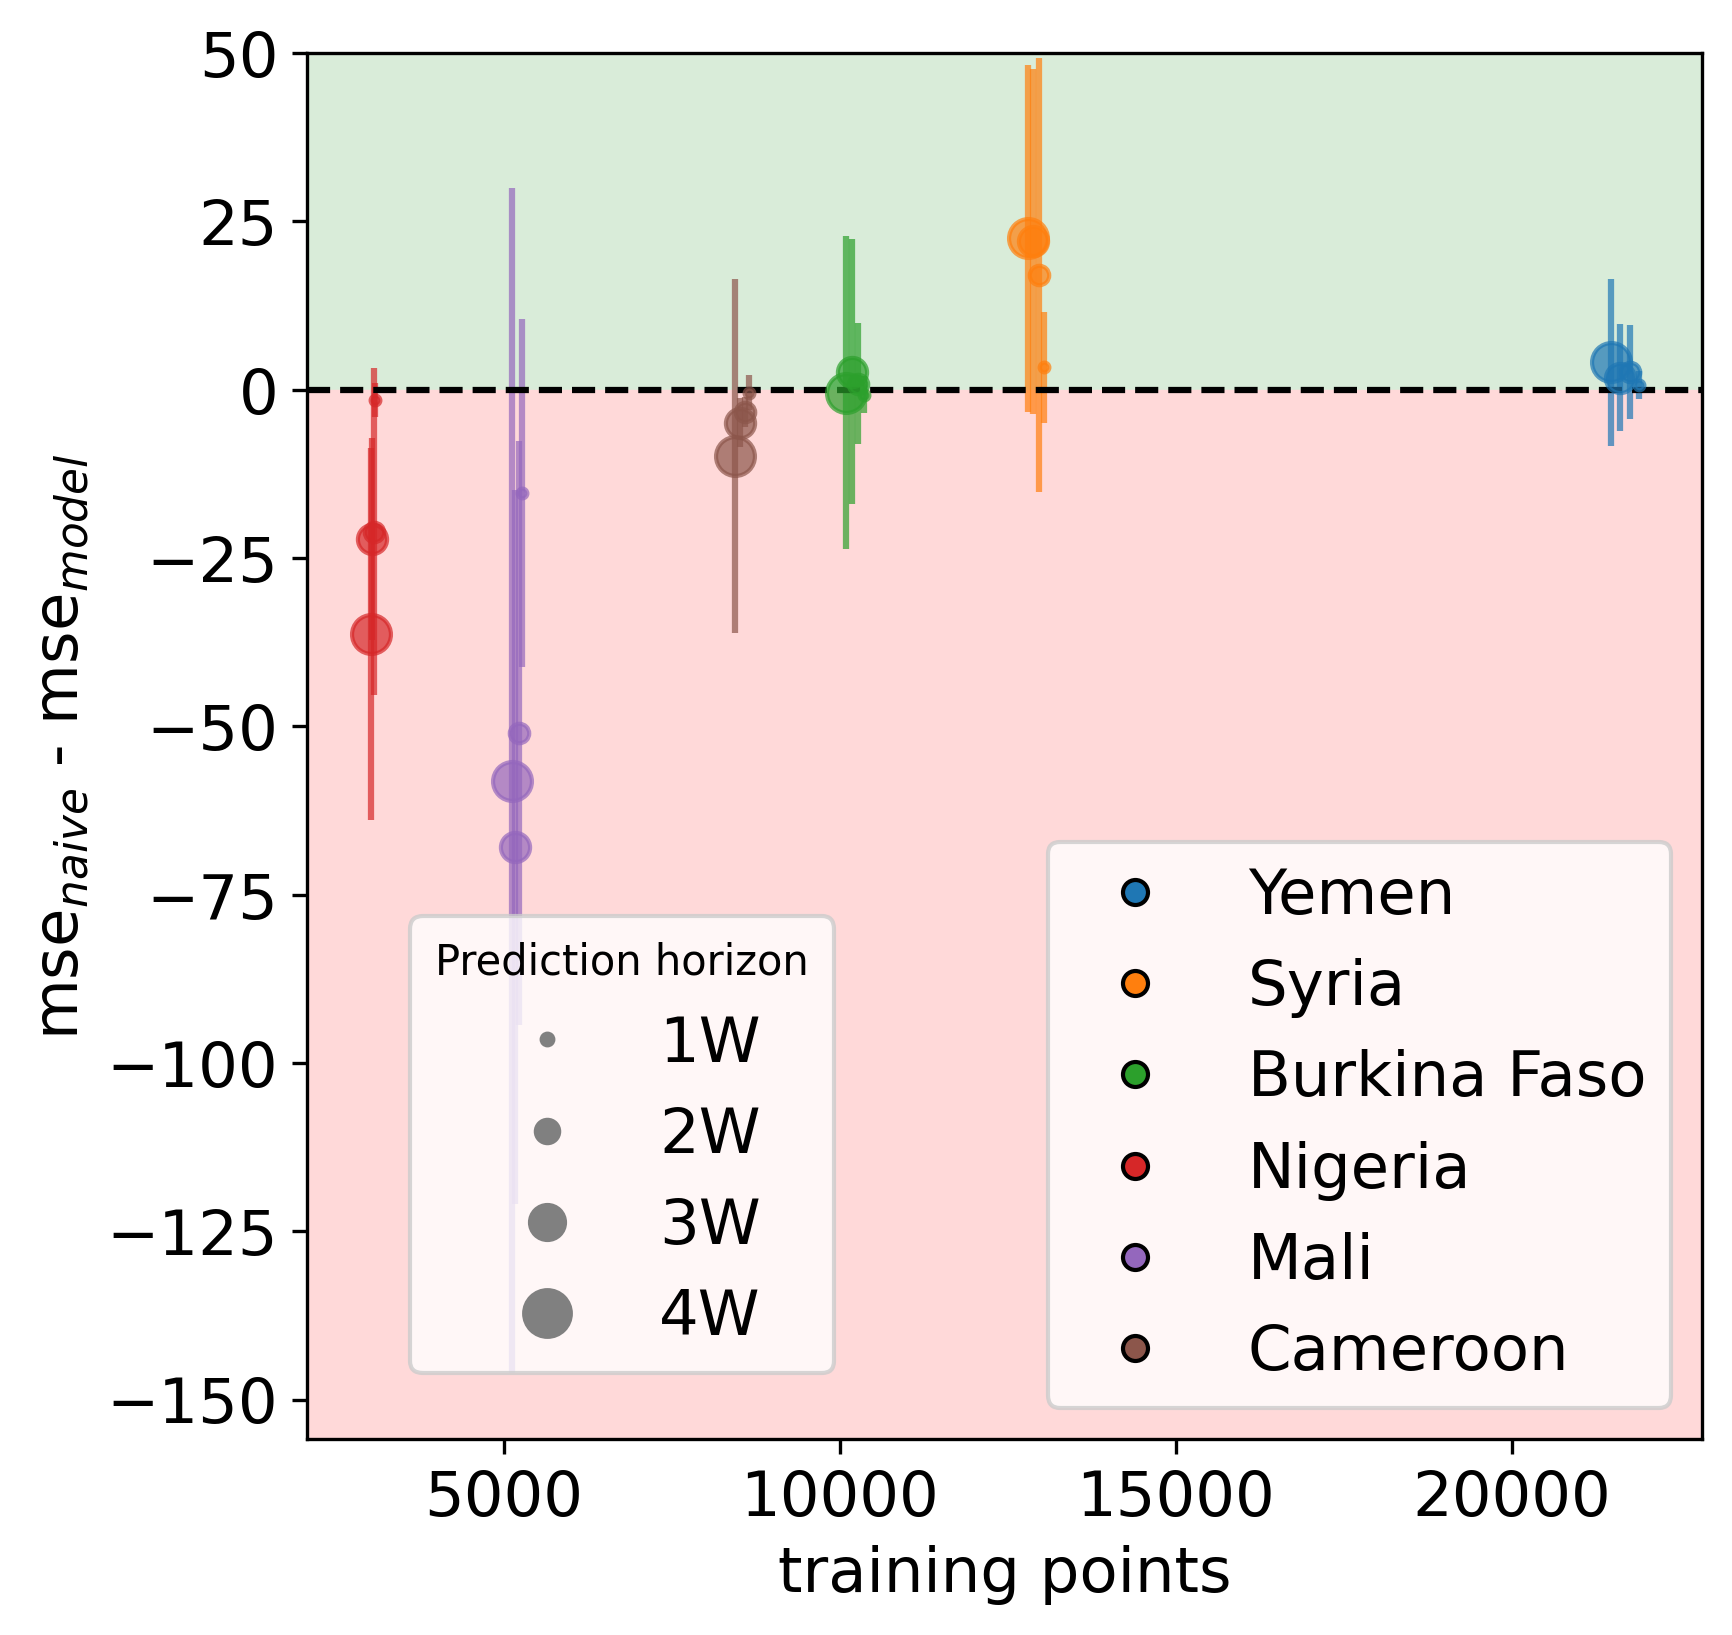 50
25
0
−25
−50
−75
−100
−125
−150
mse_naive - mse_model
5000
10000
15000
20000
training points
Prediction horizon
1W
2W
3W
4W
Yemen
Syria
Burkina Faso
Nigeria
Mali
Cameroon